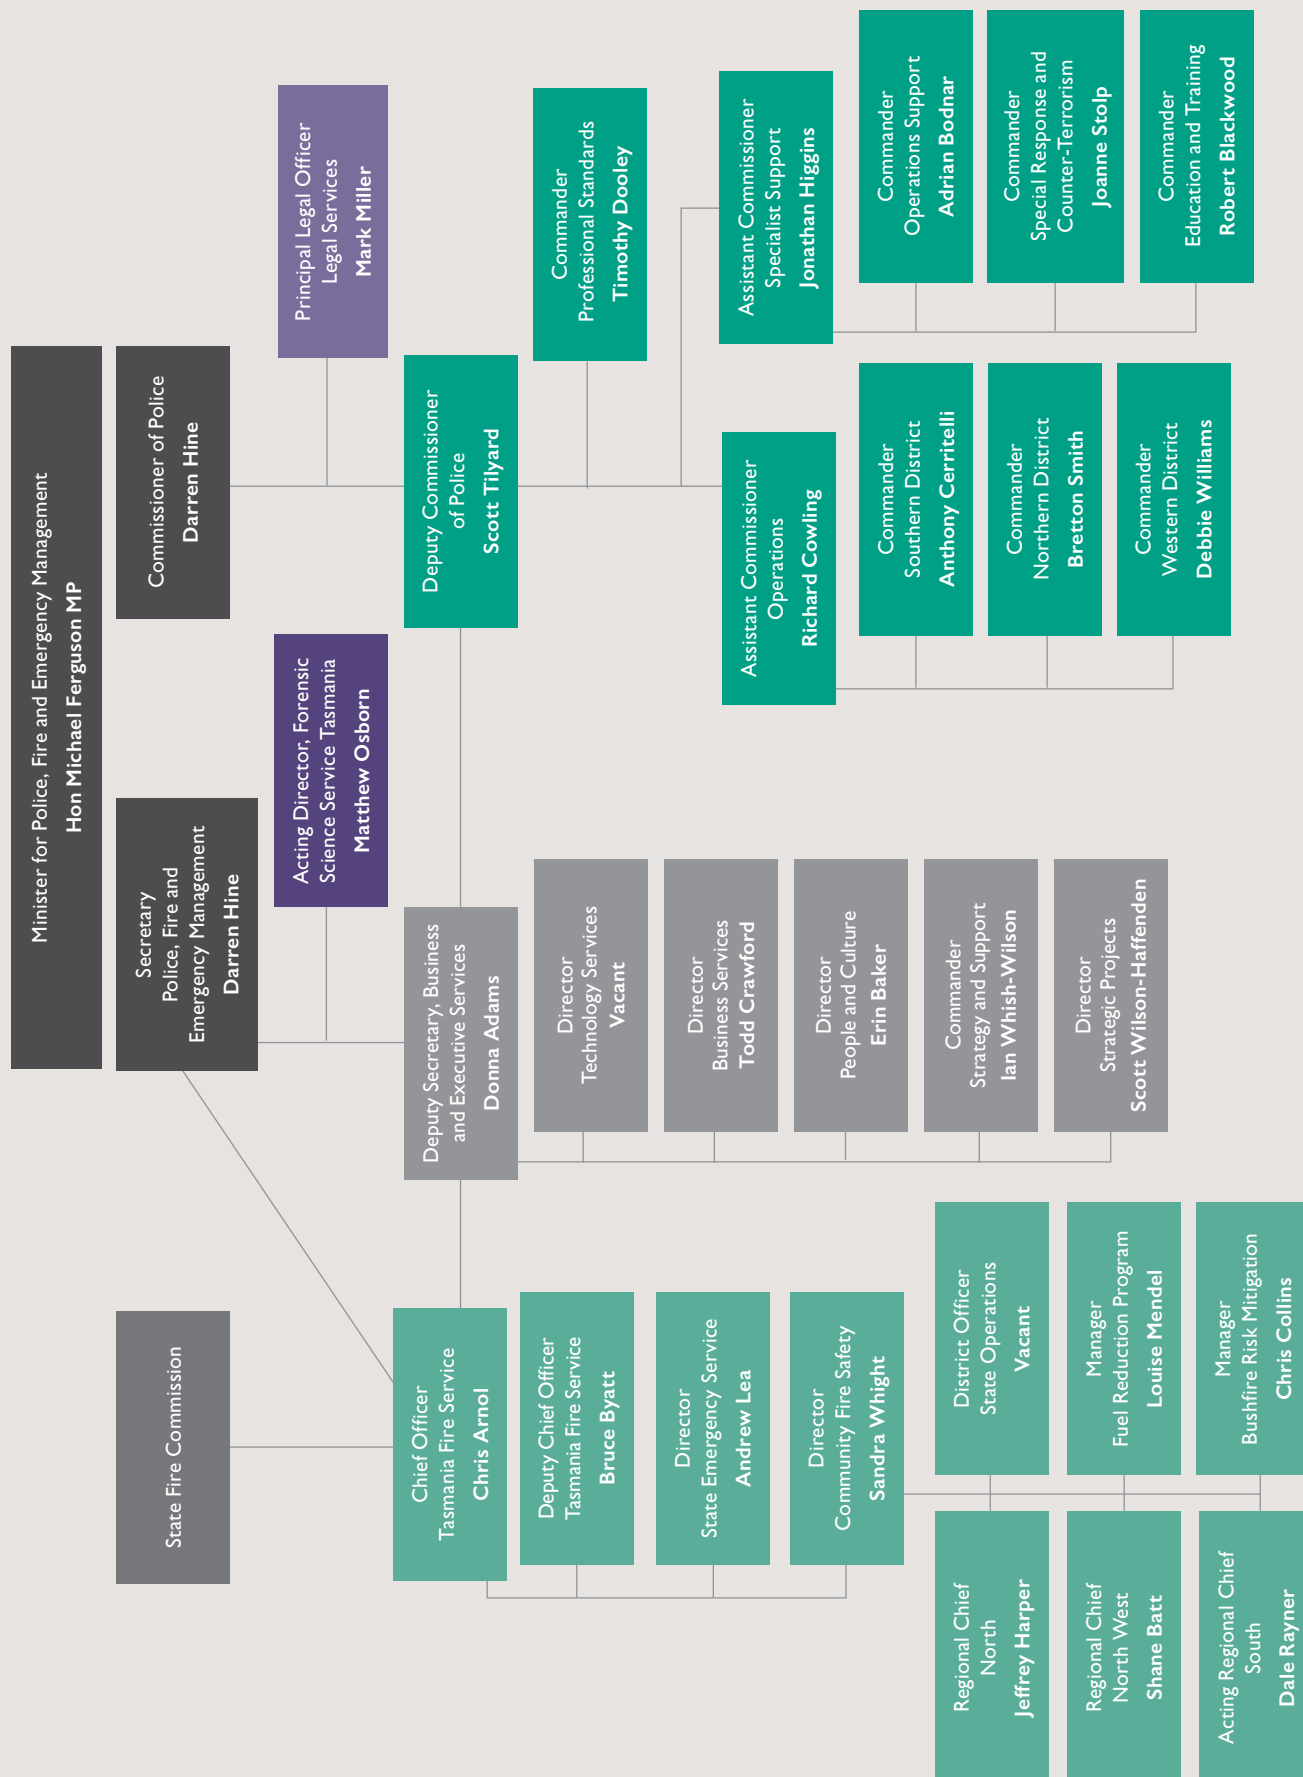 Minister for Police, Fire and Emergency Management
Hon Michael Ferguson MP
State Fire Commission
Secretary
Police, Fire and
Emergency Management
Darren Hine
Commissioner of Police
Darren Hine
Acting Director, Forensic
Science Service Tasmania
Matthew Osborn
Principal Legal Officer
Legal Services
Mark Miller
Chief Officer
Tasmania Fire Service
Chris Arnol
Deputy Secretary, Business
and Executive Services
Donna Adams
Deputy Commissioner
of Police
Scott Tilyard
Deputy Chief Officer
Tasmania Fire Service
Bruce Byatt
Director
State Emergency Service
Andrew Lea
Director
Community Fire Safety
Sandra Whight
Regional Chief
North
Jeffrey Harper
District Officer
State Operations
Vacant
Regional Chief
North West
Shane Batt
Manager
Fuel Reduction Program
Louise Mendel
Acting Regional Chief
South
Dale Rayner
Manager
Bushfire Risk Mitigation
Chris Collins
Director
Technology Services
Vacant
Director
Business Services
Todd Crawford
Director
People and Culture
Erin Baker
Commander
Strategy and Support
Ian Whish-Wilson
Director
Strategic Projects
Scott Wilson-Haffenden
Commander
Professional Standards
Timothy Dooley
Assistant Commissioner
Operations
Richard Cowling
Commander
Southern District
Anthony Cerritelli
Commander
Northern District
Bretton Smith
Commander
Western District
Debbie Williams
Assistant Commissioner
Specialist Support
Jonathan Higgins
Commander
Operations Support
Adrian Bodnar
Commander
Special Response and
Counter-Terrorism
Joanne Stolp
Commander
Education and Training
Robert Blackwood